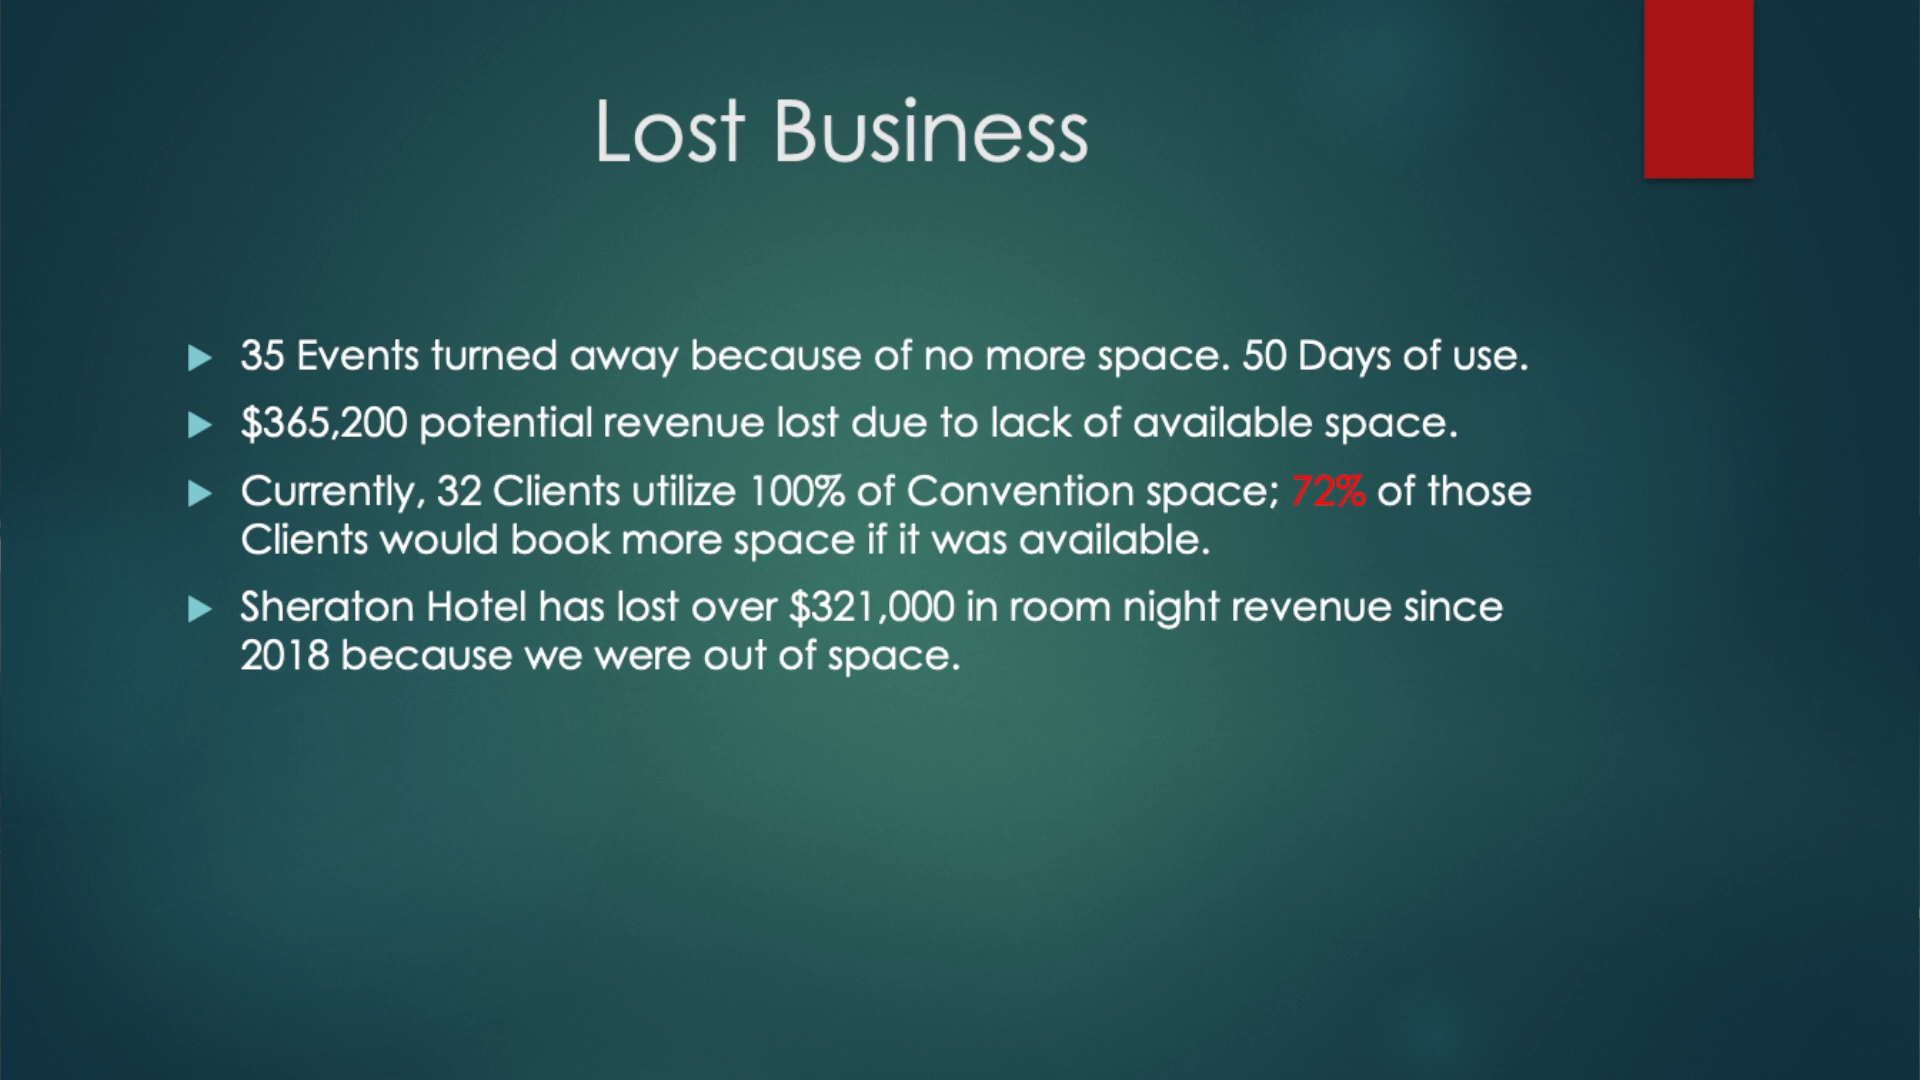 Lost Business
35 Events turned away because of no more space. 50 Days of use.
$365,200 potential revenue lost due to lack of available space.
Currently, 32 Clients utilize 100% of Convention space; 72% of those
Clients would book more space if it was available.
Sheraton Hotel has lost over $321,000 in room night revenue since
2018 because we were out of space.